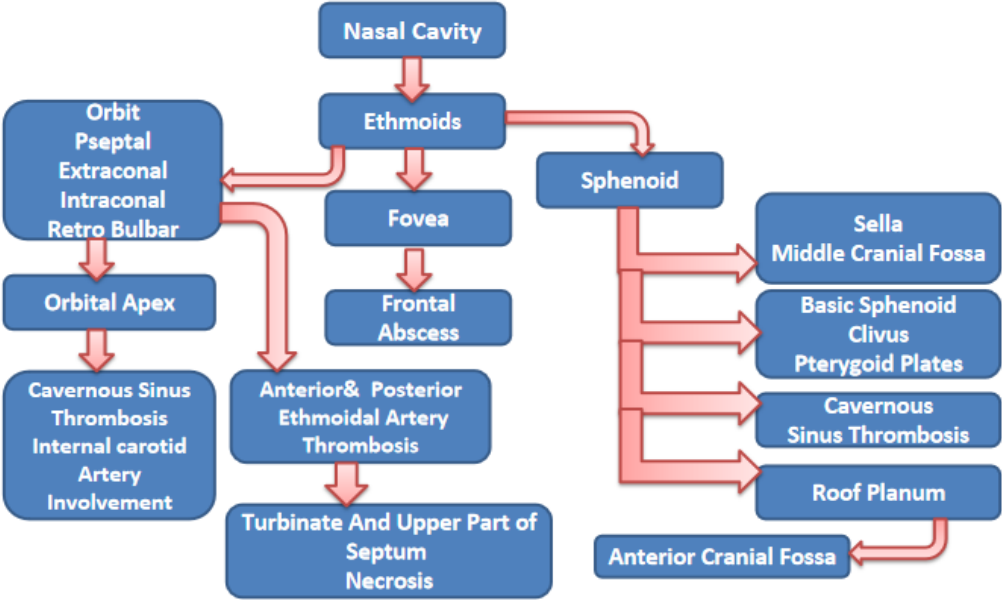 Nasal Cavity
Ethmoids
Orbit
Pseptal
Extraconal
Intraconal
Retro Bulbar
Sphenoid
Fovea
Sella
Middle Cranial Fossa
Orbital Apex
Frontal
Abscess
Basic Sphenoid
Clivus
Pterygoid Plates
Cavernous Sinus
Thrombosis
Internal carotid
Artery
Involvement
Anterior& Posterior
Ethmoidal Artery
Thrombosis
Cavernous
Sinus Thrombosis
Roof Planum
Turbinate And Upper Part of
Septum
Necrosis
Anterior Cranial Fossa